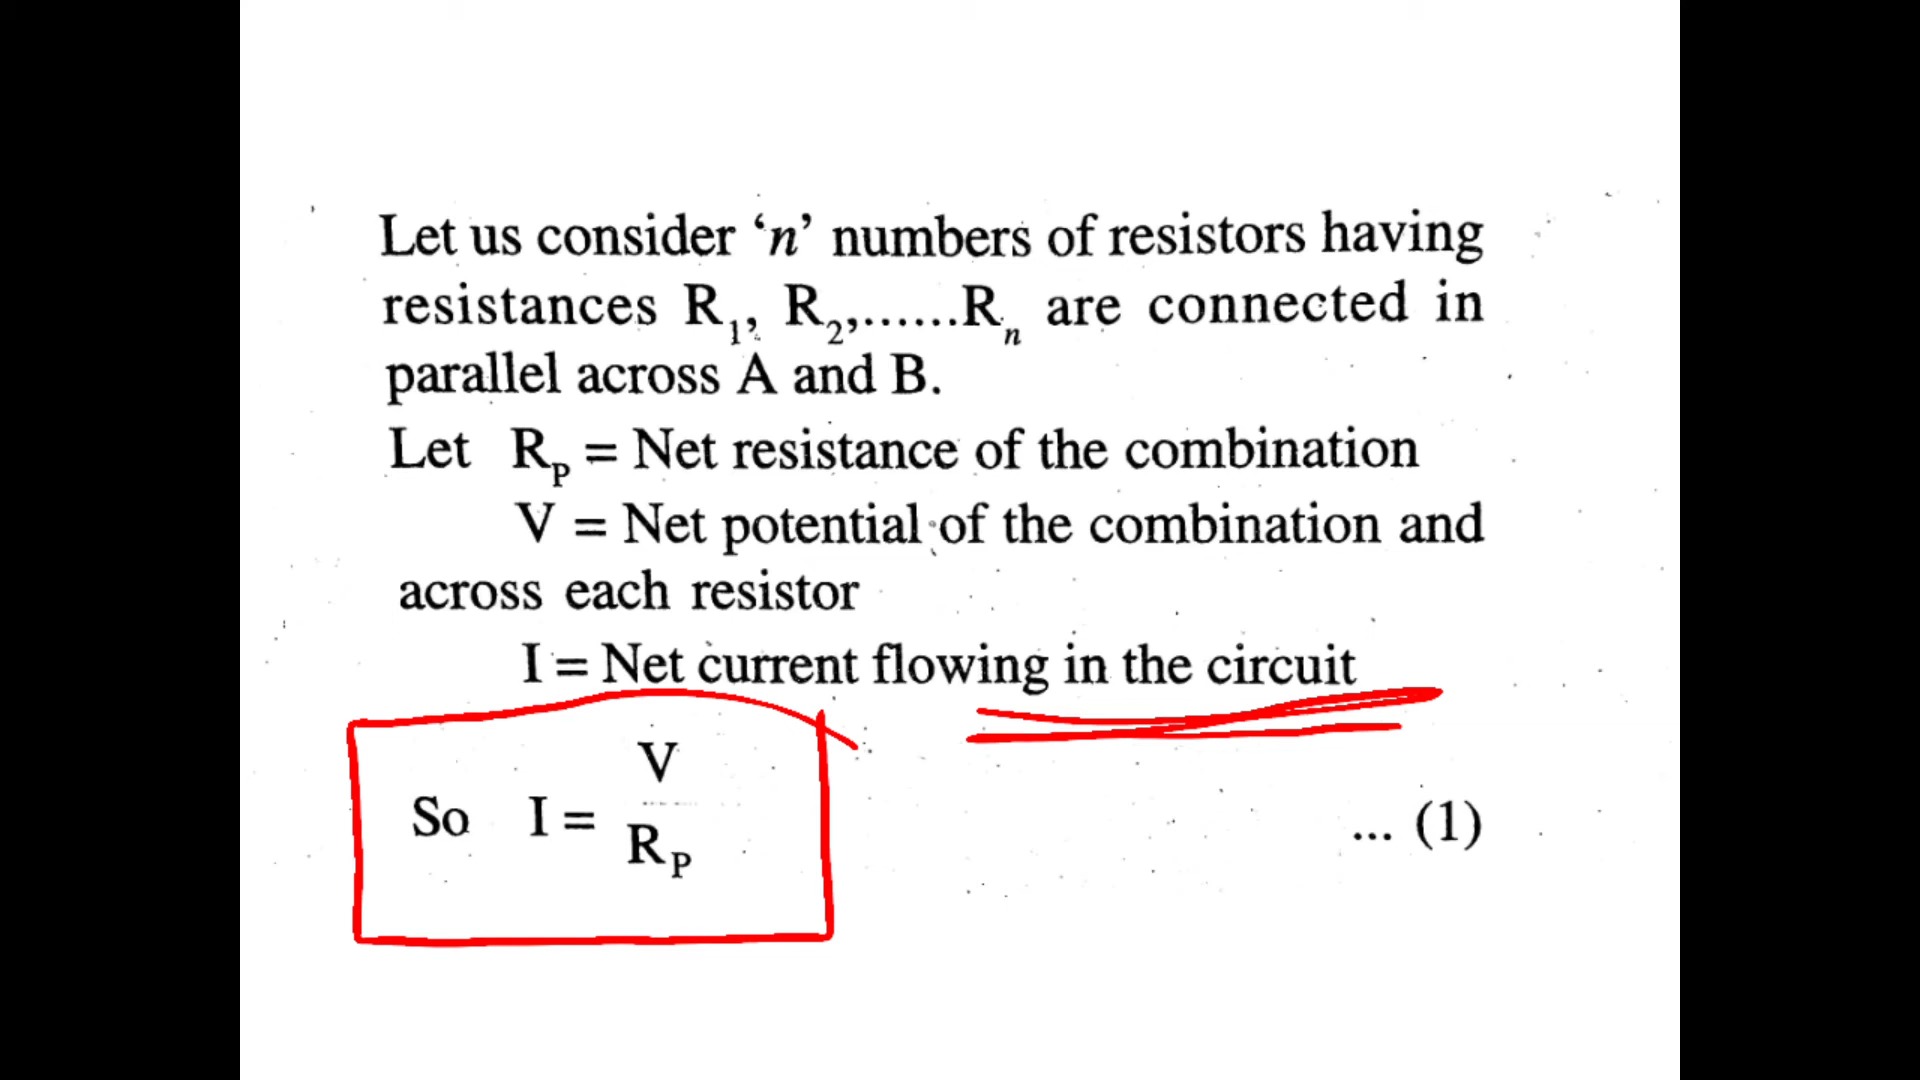 Let us consider ‘n’ numbers of resistors having
resistances R₁, R₂,......Rₙ are connected in
parallel across A and B.
Let R_P = Net resistance of the combination
V = Net potential of the combination and
across each resistor
I = Net current flowing in the circuit
So I = V / R_P ... (1)